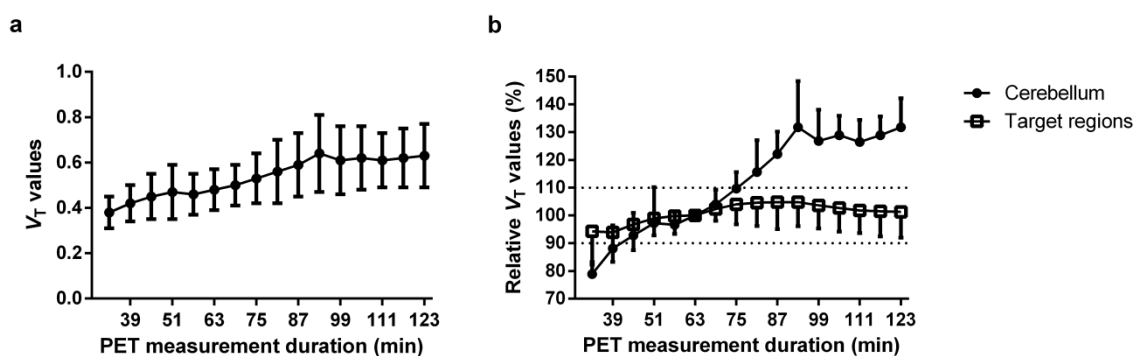 a
b
1.0
0.8
0.6
0.4
0.2
0.0
V_T values
39 51 63 75 87 99 111 123
PET measurement duration (min)
150
140
130
120
110
100
90
80
70
Relative V_T values (%)
39 51 63 75 87 99 111 123
PET measurement duration (min)
Cerebellum
Target regions